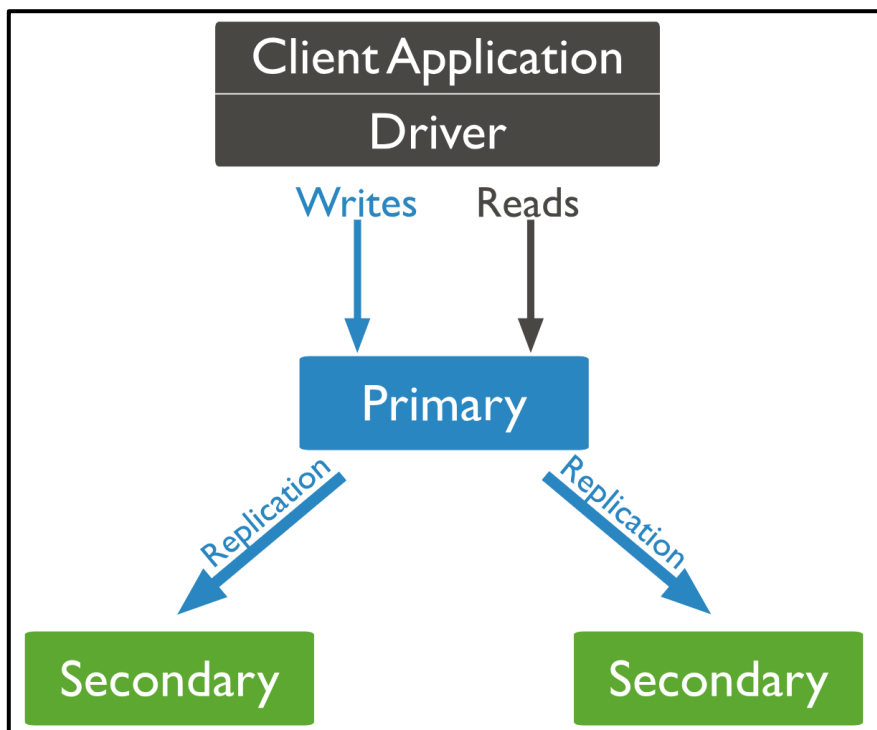 Client Application
Driver
Writes
Reads
Primary
Replication
Replication
Secondary
Secondary